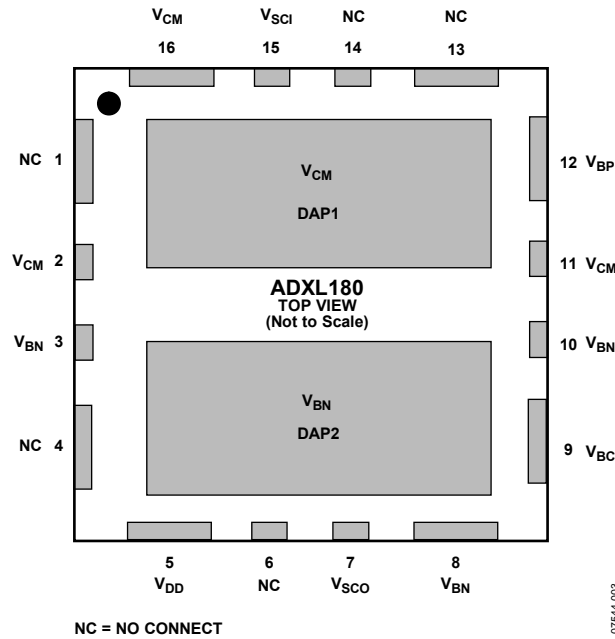 VCM VSCI NC NC
16 15 14 13
NC 1
VCM 2
VBN 3
NC 4
VCM
DAP1
ADXL180
TOP VIEW
(Not to Scale)
VBN
DAP2
12 VBP
11 VCM
10 VBN
9 VBC
5 6 7 8
VDD NC VSCO VBN
NC = NO CONNECT
07544-003